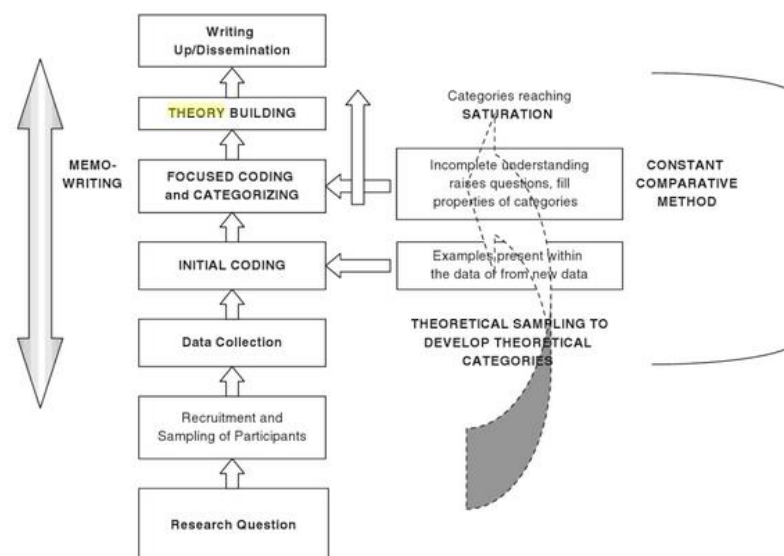 Writing
Up/Dissemination
THEORY BUILDING
Categories reaching
SATURATION
MEMO-
WRITING
FOCUSED CODING
and CATEGORIZING
Incomplete understanding
raises questions, fill
properties of categories
CONSTANT
COMPARATIVE
METHOD
INITIAL CODING
Examples present within
the data of from new data
Data Collection
THEORETICAL SAMPLING TO
DEVELOP THEORETICAL
CATEGORIES
Recruitment and
Sampling of Participants
Research Question